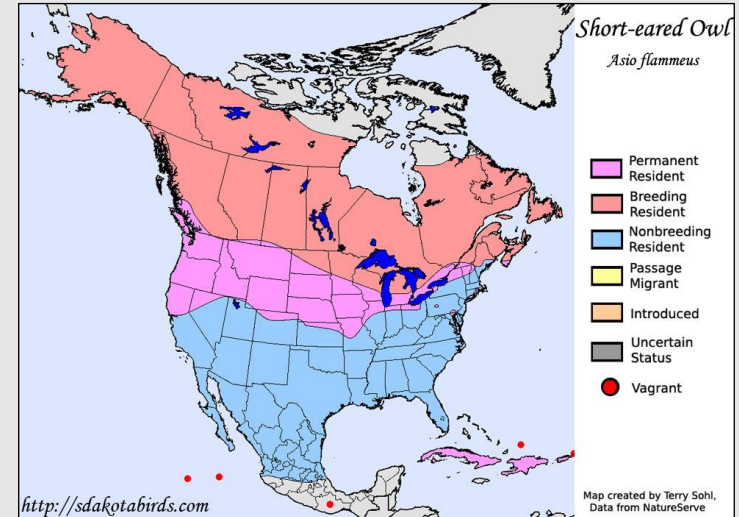 Short-eared Owl
Asio flammeus
Permanent
Resident
Breeding
Resident
Nonbreeding
Resident
Passage
Migrant
Introduced
Uncertain
Status
Vagrant
http://sdakotabirds.com
Map created by Terry Sohl,
Data from NatureServe